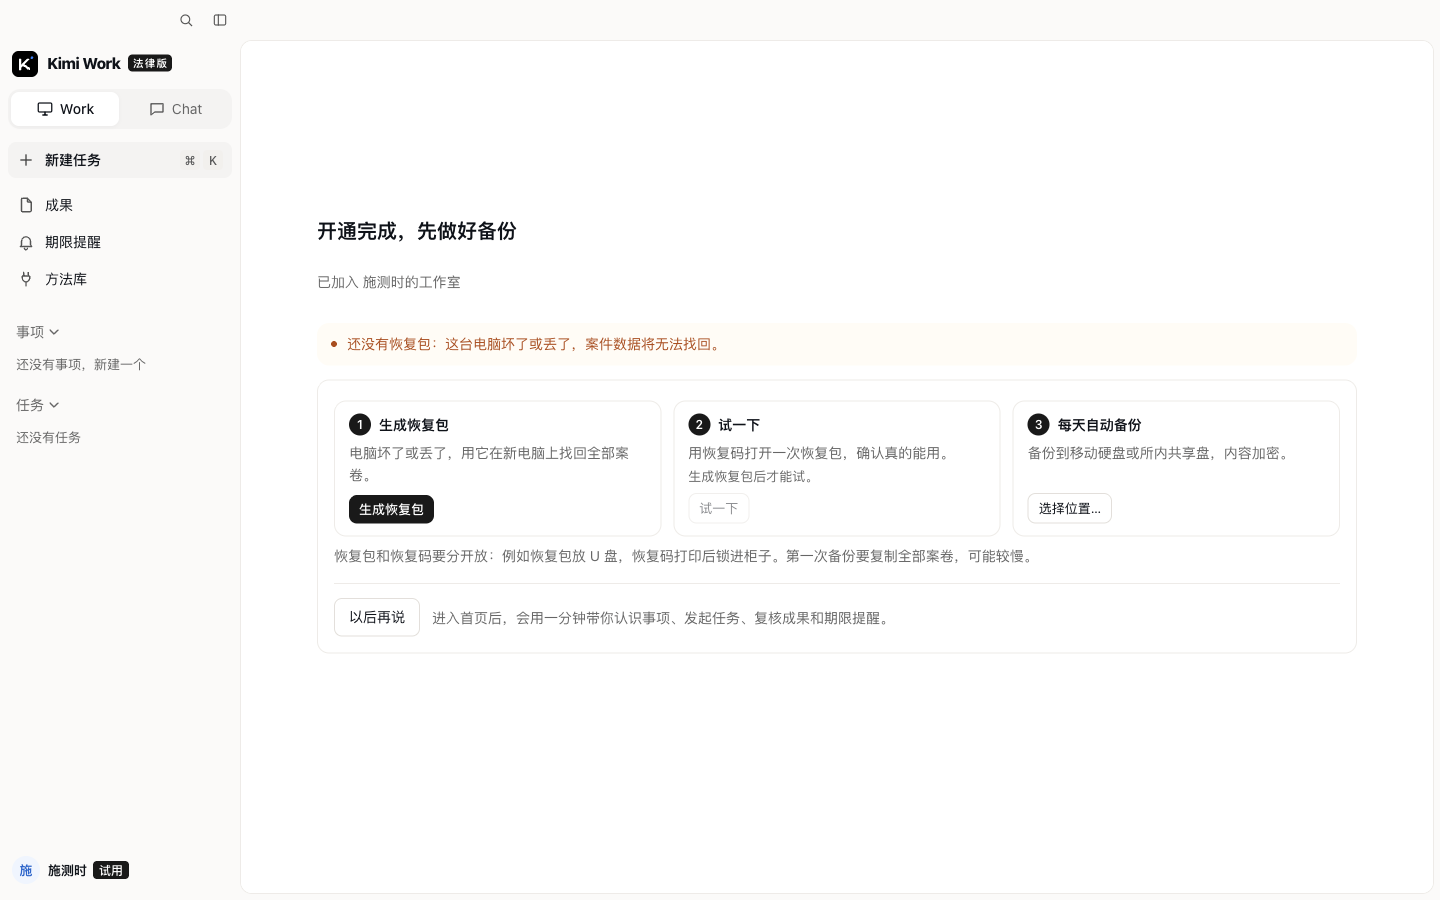 Kimi Work 法律版
Work
Chat
新建任务 ⌘ K
成果
期限提醒
方法库
事项
还没有事项，新建一个
任务
还没有任务
施 施测时 试用
开通完成，先做好备份
已加入 施测时的工作室
还没有恢复包：这台电脑坏了或丢了，案件数据将无法找回。
1 生成恢复包
电脑坏了或丢了，用它在新电脑上找回全部案
卷。
生成恢复包
2 试一下
用恢复码打开一次恢复包，确认真的能用。
生成恢复包后才能试。
试一下
3 每天自动备份
备份到移动硬盘或所内共享盘，内容加密。
选择位置...
恢复包和恢复码要分开放：例如恢复包放 U 盘，恢复码打印后锁进柜子。第一次备份要复制全部案卷，可能较慢。
以后再说
进入首页后，会用一分钟带你认识事项、发起任务、复核成果和期限提醒。